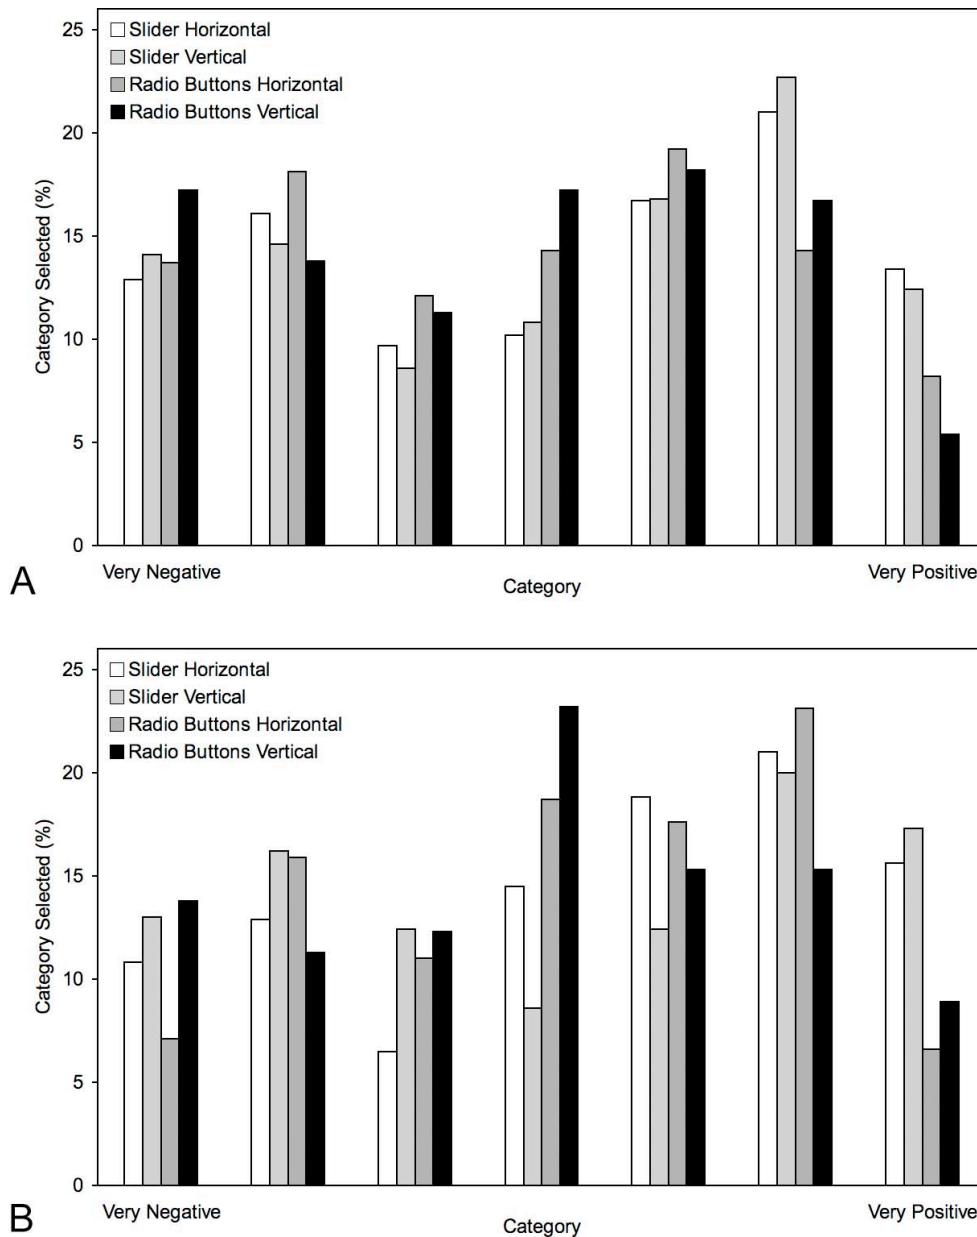 25
20
15
10
5
0
Category Selected (%)
Slider Horizontal
Slider Vertical
Radio Buttons Horizontal
Radio Buttons Vertical
Very Negative
Very Positive
Category
A
25
20
15
10
5
0
Category Selected (%)
Slider Horizontal
Slider Vertical
Radio Buttons Horizontal
Radio Buttons Vertical
Very Negative
Very Positive
Category
B